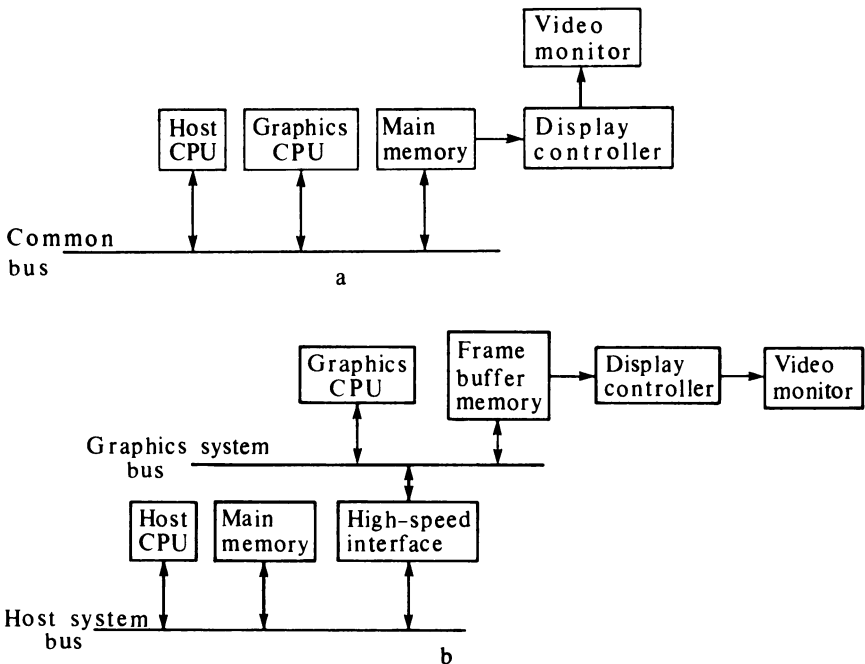 Video
monitor
Host
CPU
Graphics
CPU
Main
memory
Display
controller
Common
bus
a
Graphics
CPU
Frame
buffer
memory
Display
controller
Video
monitor
Graphics system
bus
Host
CPU
Main
memory
High-speed
interface
Host system
bus
b